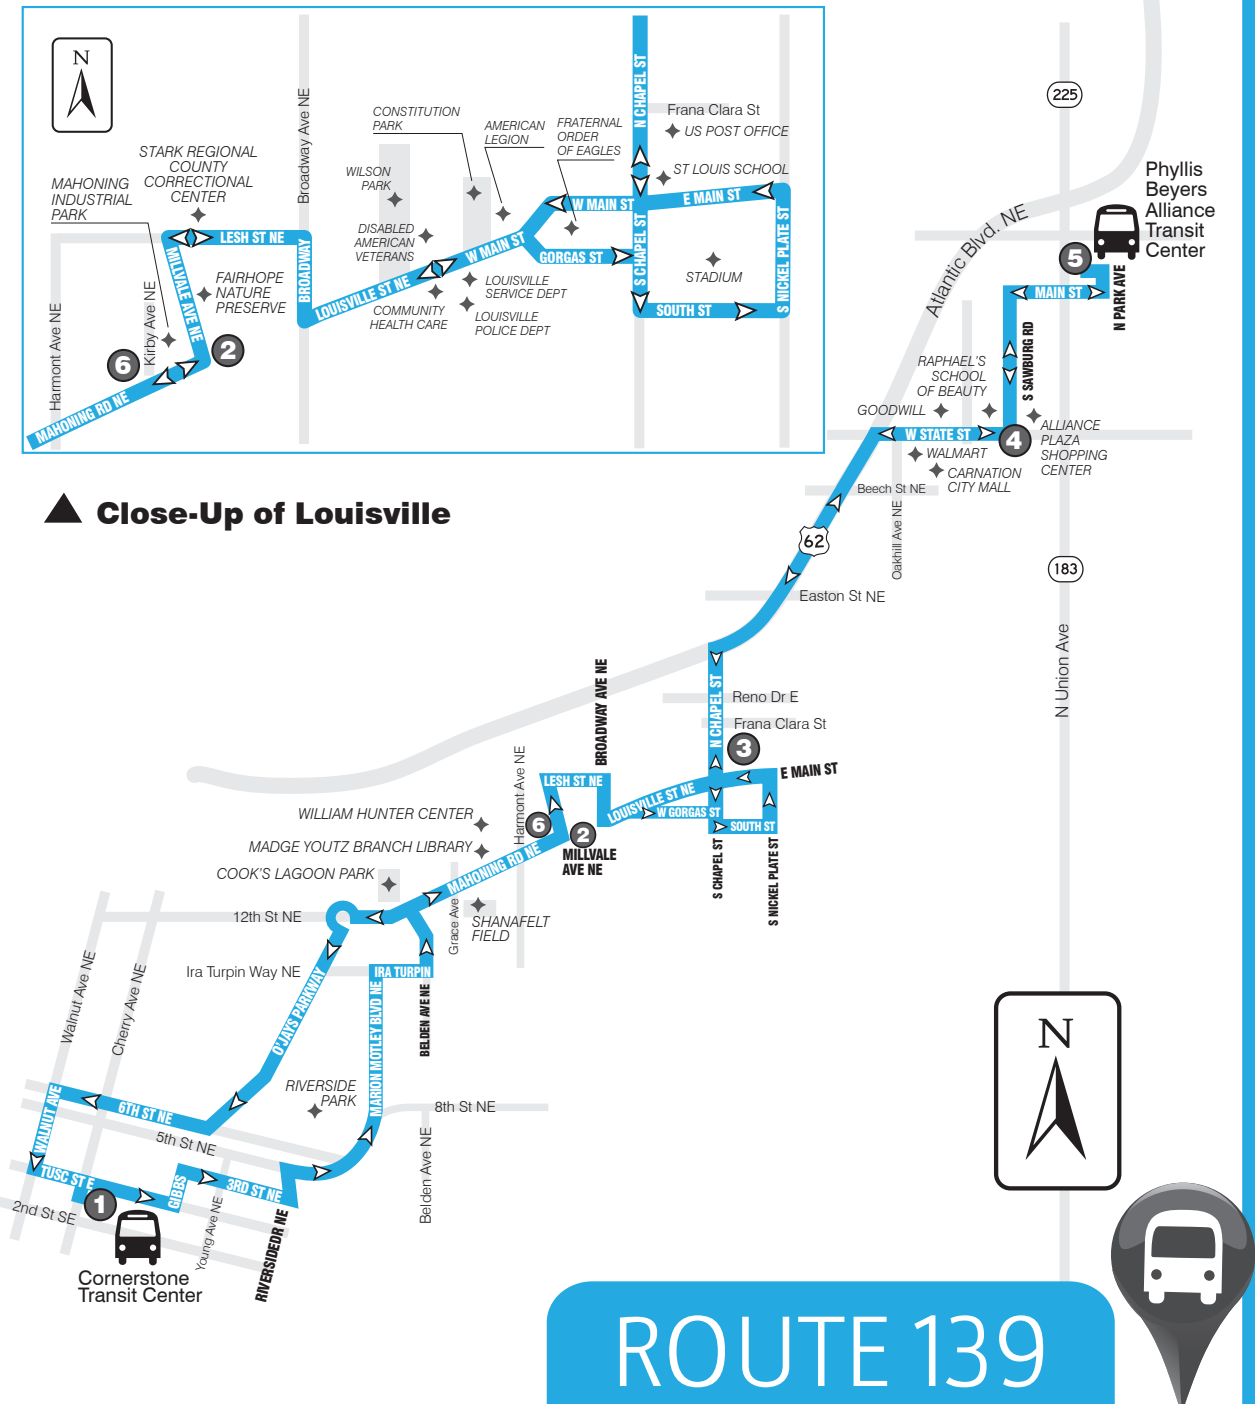 N
STARK REGIONAL
COUNTY
CORRECTIONAL
CENTER
MAHONING
INDUSTRIAL
PARK
Broadway Ave NE
CONSTITUTION
PARK
AMERICAN
LEGION
FRATERNAL
ORDER
OF EAGLES
WILSON
PARK
DISABLED
AMERICAN
VETERANS
N CHAPEL ST
Frana Clara St
US POST OFFICE
ST LOUIS SCHOOL
E MAIN ST
W MAIN ST
W MAIN ST
GORGAS ST
S CHAPEL ST
S NICKEL PLATE ST
STADIUM
SOUTH ST
LESH ST NE
MILLVALE AVE NE
BROADWAY
LOUISVILLE ST NE
FAIRHOPE
NATURE
PRESERVE
LOUISVILLE
SERVICE DEPT
COMMUNITY
HEALTH CARE
LOUISVILLE
POLICE DEPT
Harmont Ave NE
Kirby Ave NE
6
2
MAHONING RD NE
Close-Up of Louisville
225
Phyllis
Beyers
Alliance
Transit
Center
5
Atlantic Blvd. NE
MAIN ST
N PARK AVE
S SAWBURG RD
RAPHAEL'S
SCHOOL
OF BEAUTY
GOODWILL
W STATE ST
4
ALLIANCE
PLAZA
SHOPPING
CENTER
WALMART
CARNATION
CITY MALL
Beech St NE
Oakhill Ave NE
62
183
Easton St NE
N Union Ave
BROADWAY AVE NE
N CHAPEL ST
Reno Dr E
Frana Clara St
3
E MAIN ST
Harmont Ave NE
LESH ST NE
LOUISVILLE ST NE
W GORGAS ST
SOUTH ST
S CHAPEL ST
S NICKEL PLATE ST
6
2
MILLVALE
AVE NE
WILLIAM HUNTER CENTER
MADGE YOUTZ BRANCH LIBRARY
COOK'S LAGOON PARK
MAHONING RD NE
Grace Ave
SHANAFELT
FIELD
12th St NE
Ira Turpin Way NE
IRA TURPIN
BELDEN AVE NE
MARION MOTLEY BLVD NE
O'JAYS PARKWAY
Walnut Ave NE
Cherry Ave NE
RIVERSIDE
PARK
8th St NE
Belden Ave NE
6TH ST NE
5th St NE
WALNUT AVE
TUSC ST E
1
GIBBS
3RD ST NE
2nd St SE
Young Ave NE
RIVERSIDEDR NE
Cornerstone
Transit Center
N
ROUTE 139